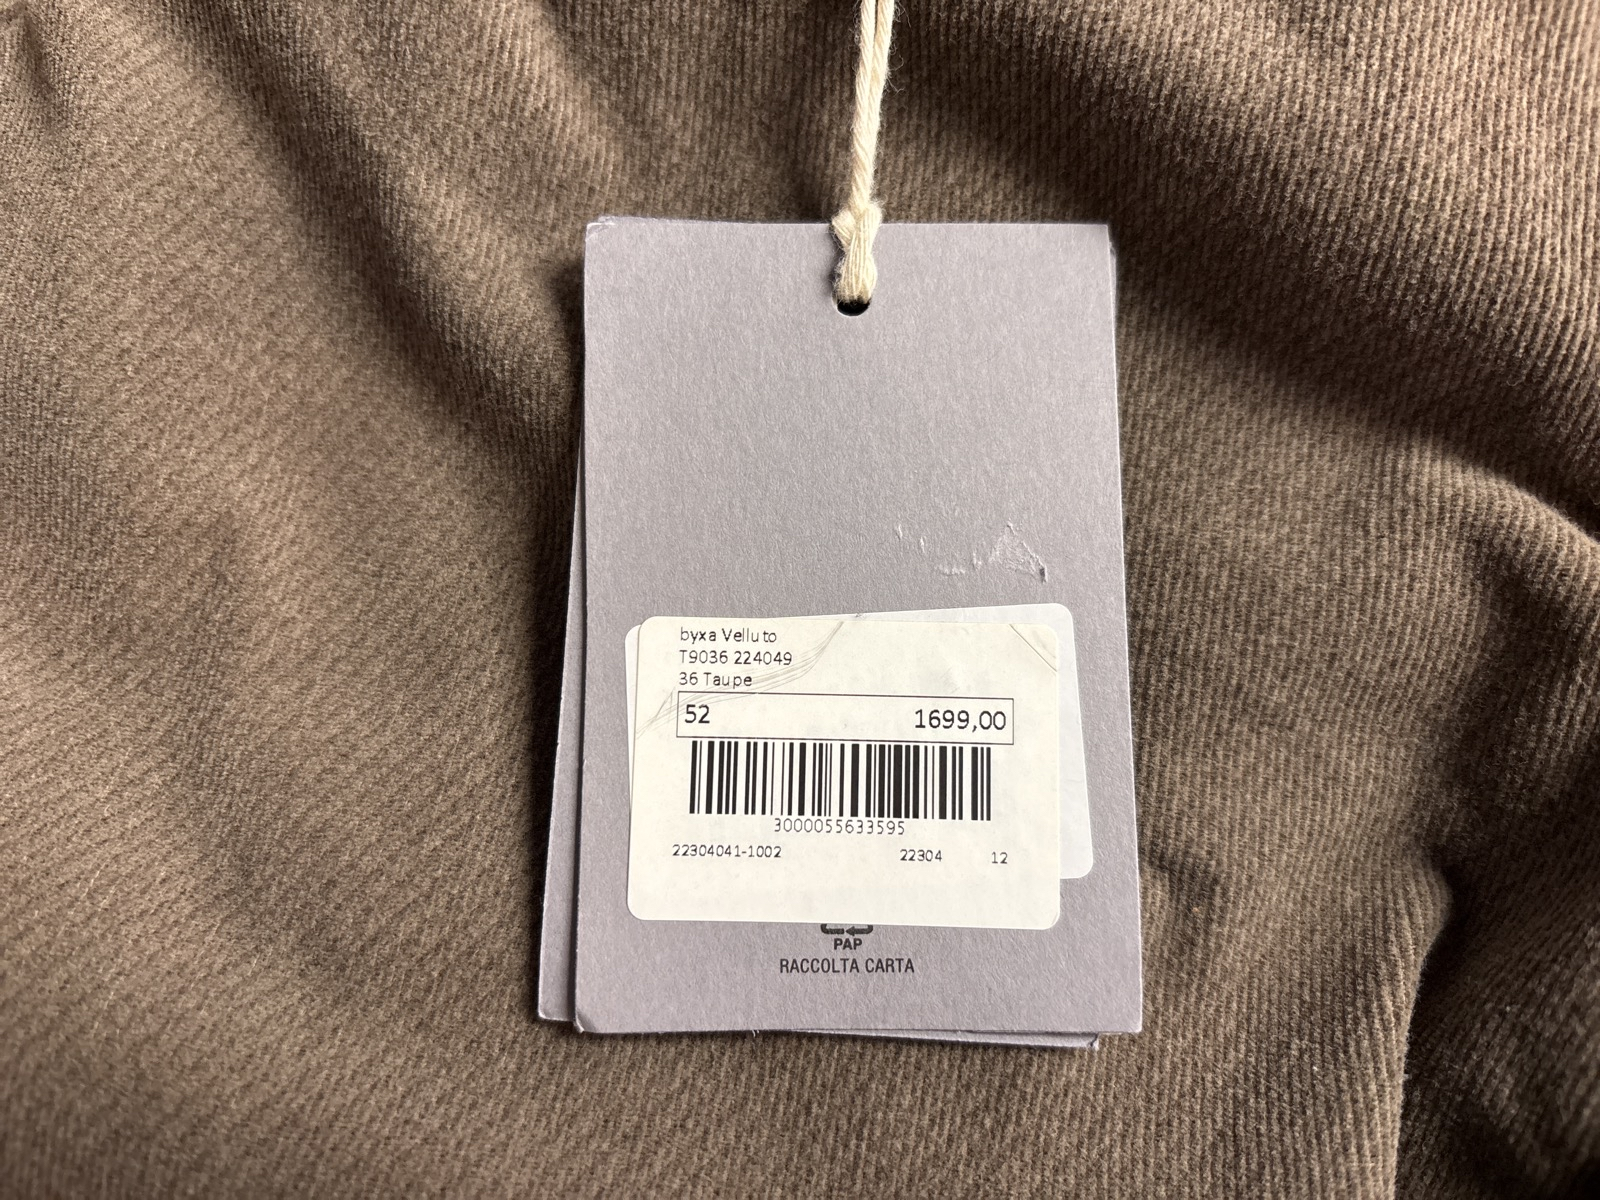 byxa Velluto
T9036 224049
36 Taupe
52 1699,00
3000055633595
22304041-1002 22304 12
PAP
RACCOLTA CARTA